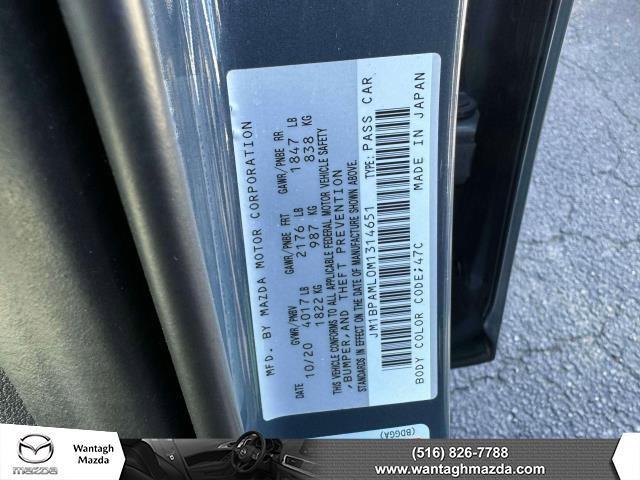 MFD. BY MAZDA MOTOR CORPORATION
DATE GVWR/PNBV GAWR/PNBE FRT GAWR/PNBE RR
10/20 4017 LB 2176 LB 1847 LB
1822 KG 987 KG 838 KG
THIS VEHICLE CONFORMS TO ALL APPLICABLE FEDERAL MOTOR VEHICLE SAFETY
, BUMPER, AND THEFT PREVENTION
STANDARDS IN EFFECT ON THE DATE OF MANUFACTURE SHOWN ABOVE.
JM1BPAML0M1314651 TYPE: PASS CAR
BODY COLOR CODE:47C MADE IN JAPAN
(BDGGA)
mazda
Wantagh
Mazda
(516) 826-7788
www.wantaghmazda.com